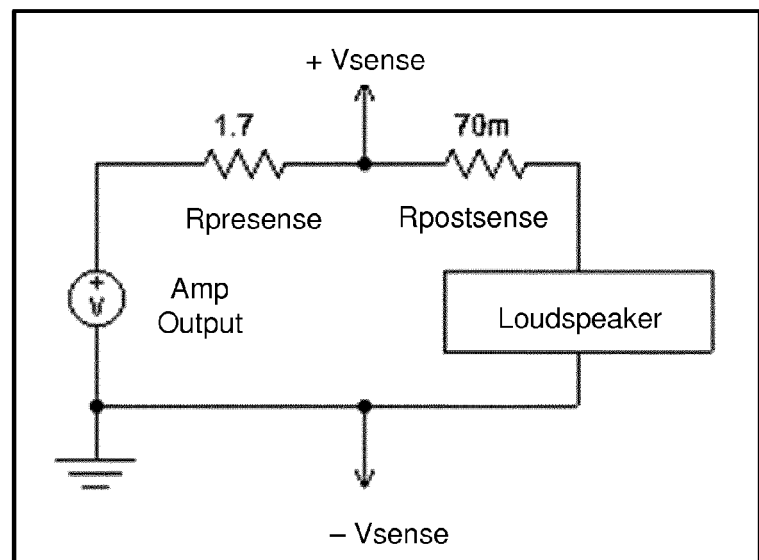 + Vsense
1.7
70m
Rpresense
Rpostsense
+
V
Amp
Output
Loudspeaker
– Vsense